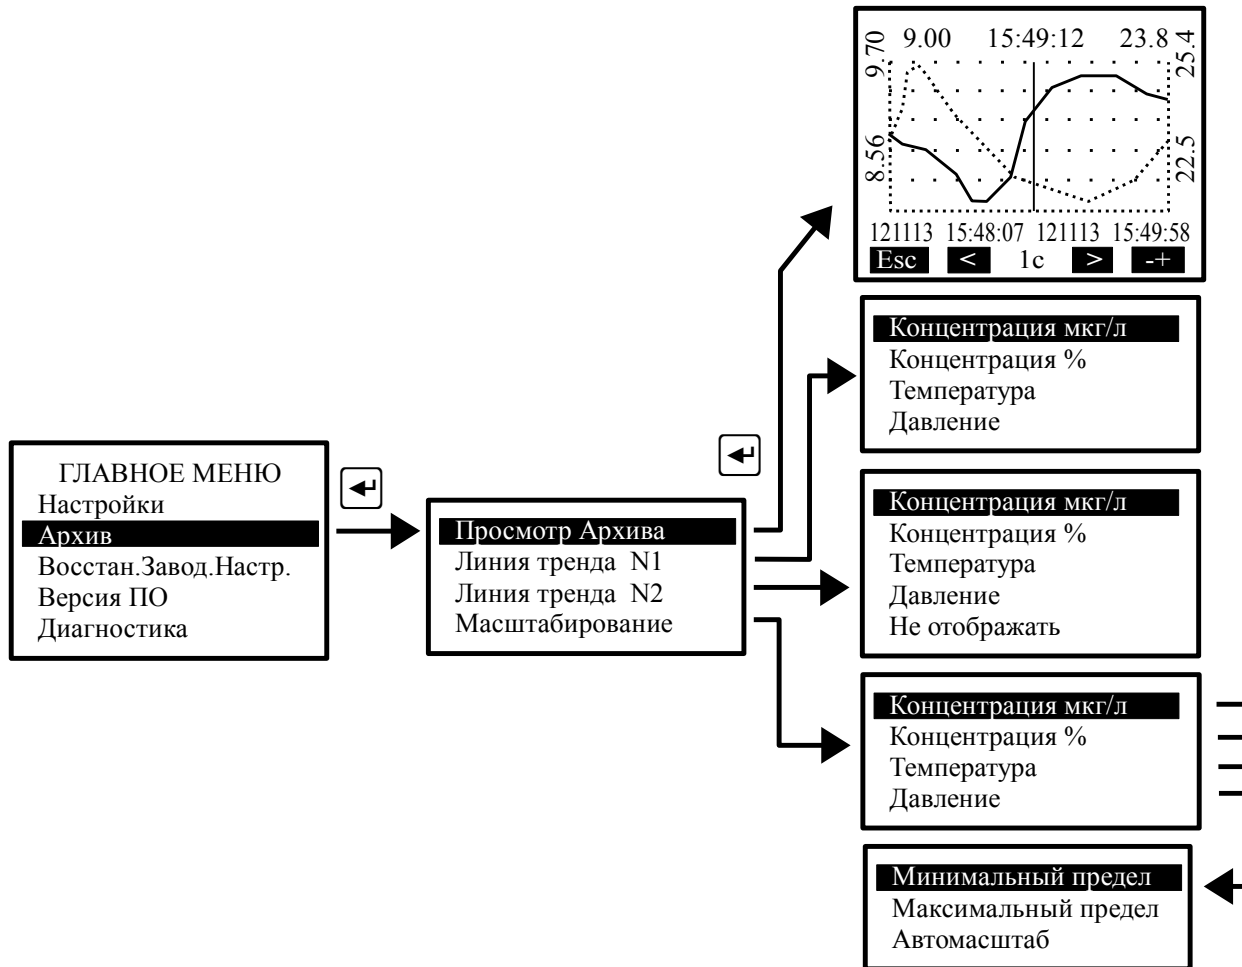 9.00 15:49:12 23.8
9.70
25.4
8.56
22.5
121113 15:48:07 121113 15:49:58
Esc < 1с > -+
Концентрация мкг/л
Концентрация %
Температура
Давление
ГЛАВНОЕ МЕНЮ
Настройки
Архив
Восстан.Завод.Настр.
Версия ПО
Диагностика
Просмотр Архива
Линия тренда N1
Линия тренда N2
Масштабирование
Концентрация мкг/л
Концентрация %
Температура
Давление
Не отображать
Концентрация мкг/л
Концентрация %
Температура
Давление
Минимальный предел
Максимальный предел
Автомасштаб